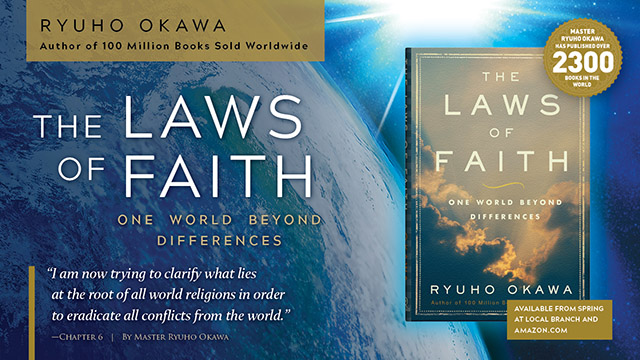 RYUHO OKAWA
Author of 100 Million Books Sold Worldwide
THE LAWS
OF FAITH
ONE WORLD BEYOND
DIFFERENCES
“I am now trying to clarify what lies
at the root of all world religions in order
to eradicate all conflicts from the world.”
—CHAPTER 6 | BY MASTER RYUHO OKAWA
MASTER
RYUHO OKAWA
HAS PUBLISHED OVER
2300
BOOKS IN THE
WORLD
THE
LAWS
OF
FAITH
ONE WORLD BEYOND
DIFFERENCES
RYUHO OKAWA
Author of 100 Million B
AVAILABLE FROM SPRING
AT LOCAL BRANCH AND
AMAZON.COM